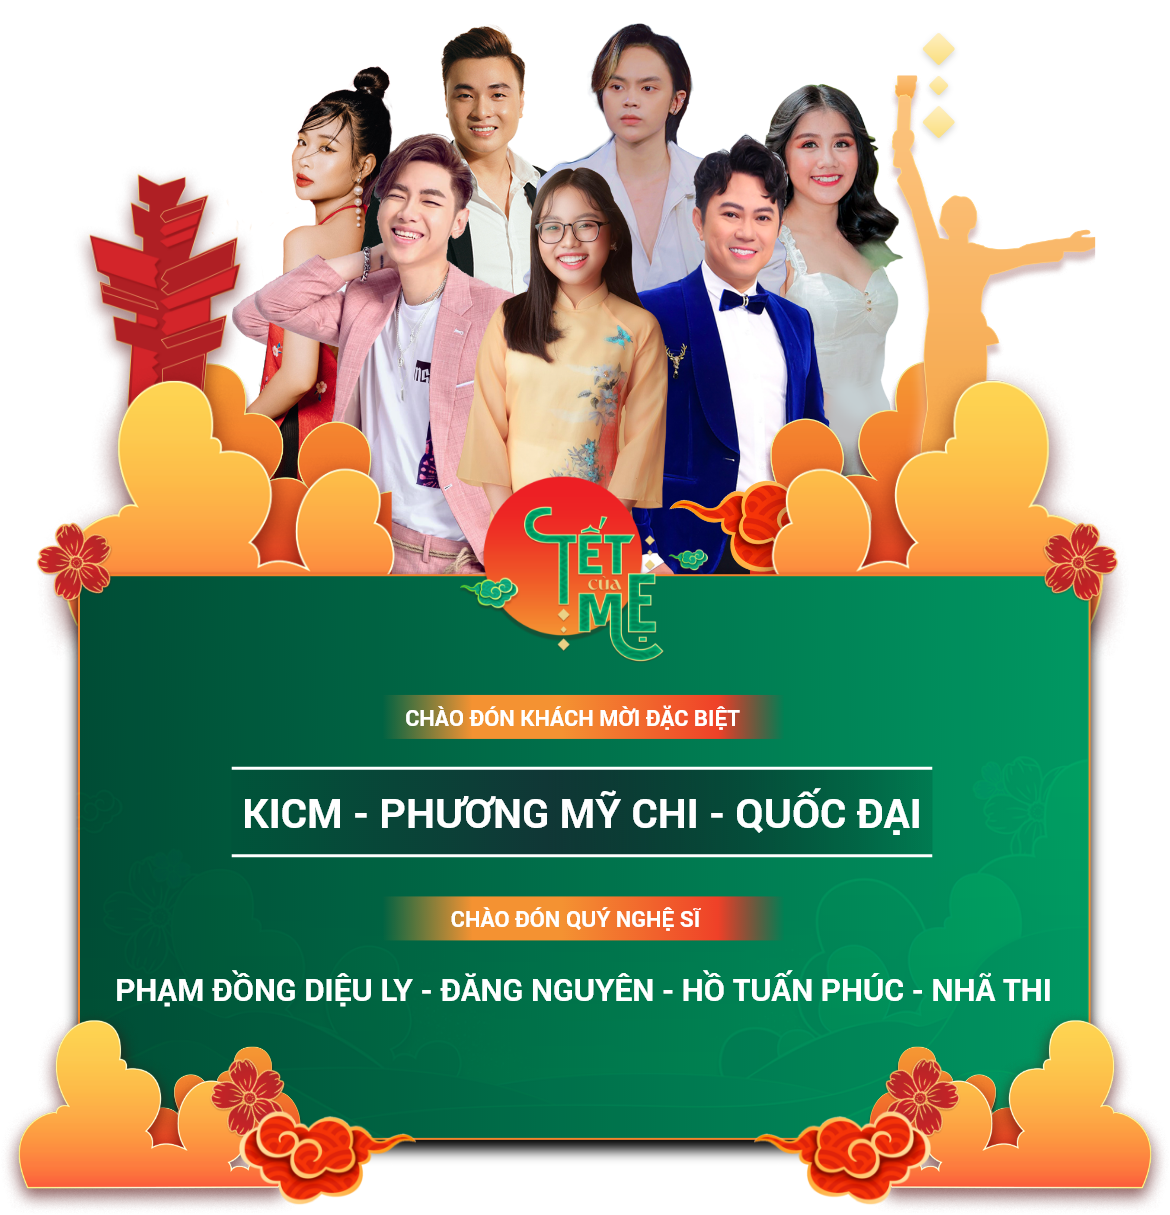 TẾT
CỦA
MẸ
CHÀO ĐÓN KHÁCH MỜI ĐẶC BIỆT
KICM - PHƯƠNG MỸ CHI - QUỐC ĐẠI
CHÀO ĐÓN QUÝ NGHỆ SĨ
PHẠM ĐỒNG DIỆU LY - ĐĂNG NGUYÊN - HỒ TUẤN PHÚC - NHÃ THI